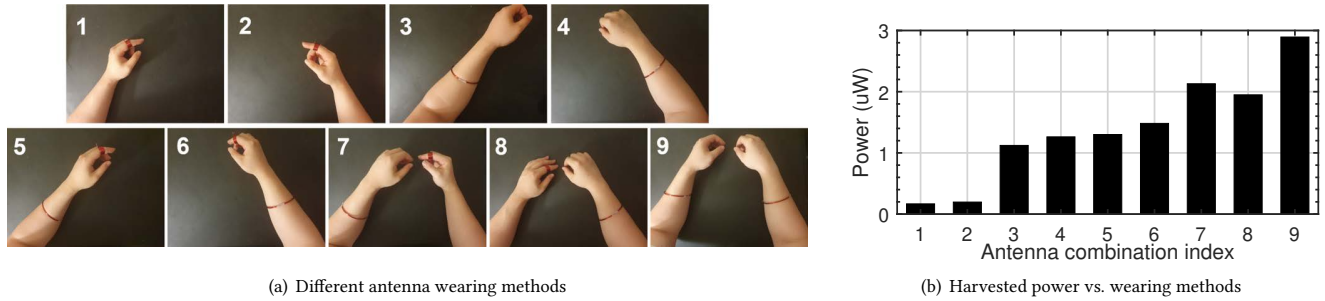 1
2
3
4
5
6
7
8
9
(a) Different antenna wearing methods
3
2
1
0
Power (uW)
1 2 3 4 5 6 7 8 9
Antenna combination index
(b) Harvested power vs. wearing methods